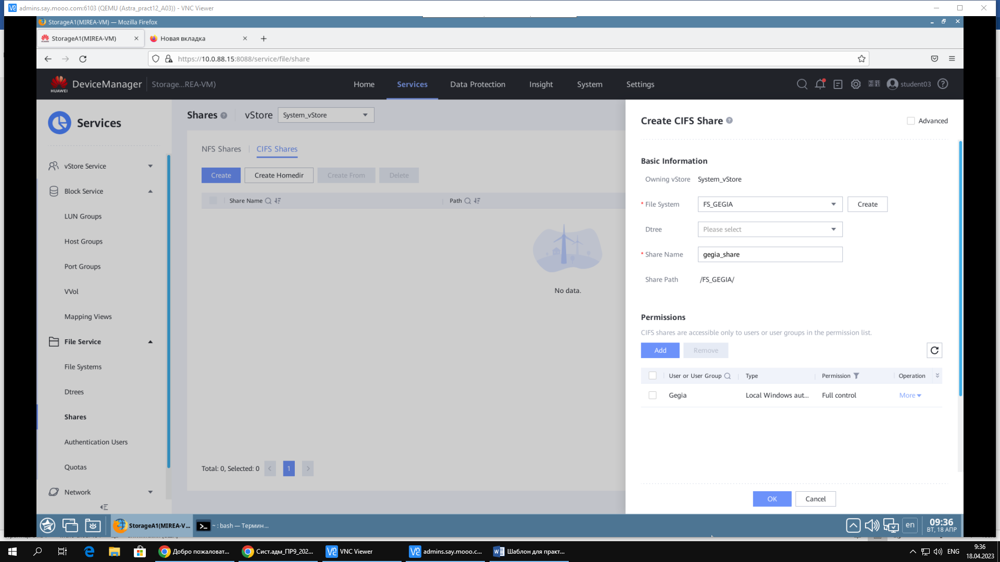 admins.say.mooo.com:6103 (QEMU (Astra_pract12_A03)) - VNC Viewer
StorageA1(MIREA-VM) — Mozilla Firefox
StorageA1(MIREA-VM)
Новая вкладка
https://10.0.88.15:8088/service/file/share
HUAWEI
DeviceManager
Storage...REA-VM)
Home
Services
Data Protection
Insight
System
Settings
student03
Services
vStore Service
Block Service
LUN Groups
Host Groups
Port Groups
VVol
Mapping Views
File Service
File Systems
Dtrees
Shares
Authentication Users
Quotas
Network
Shares
vStore
System_vStore
NFS Shares
CIFS Shares
Create
Create Homedir
Create From
Delete
Share Name
Path
No data.
Total: 0, Selected: 0
1
Create CIFS Share
Advanced
Basic Information
Owning vStore System_vStore
* File System FS_GEGIA Create
Dtree Please select
* Share Name gegia_share
Share Path /FS_GEGIA/
Permissions
CIFS shares are accessible only to users or user groups in the permission list.
Add Remove
User or User Group Type Permission Operation
Gegia Local Windows aut... Full control More
OK Cancel
StorageA1(MIREA-V...
~ : bash — Термин...
en
09:36
ВТ, 18 АПР
Добро пожаловат...
Сист.адм_ПР9_202...
VNC Viewer
admins.say.mooo.c...
Шаблон для практ...
ENG
9:36
18.04.2023